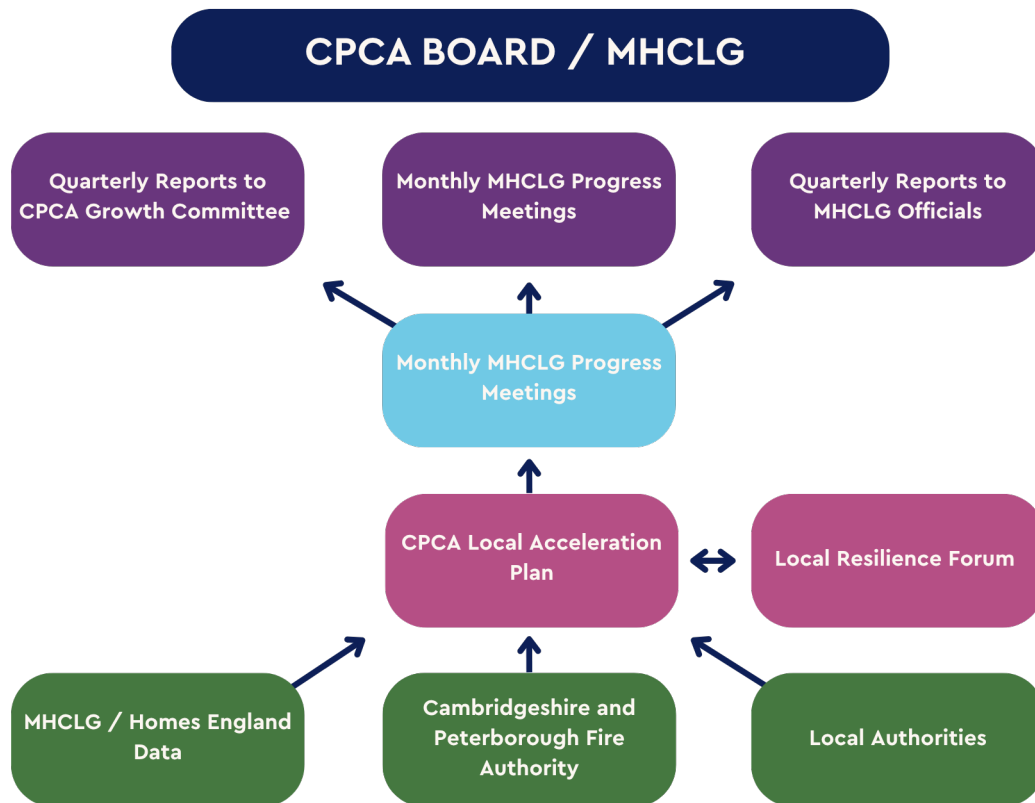 CPCA BOARD / MHCLG
Quarterly Reports to
CPCA Growth Committee
Monthly MHCLG Progress
Meetings
Quarterly Reports to
MHCLG Officials
Monthly MHCLG Progress
Meetings
CPCA Local Acceleration
Plan
Local Resilience Forum
MHCLG / Homes England
Data
Cambridgeshire and
Peterborough Fire
Authority
Local Authorities